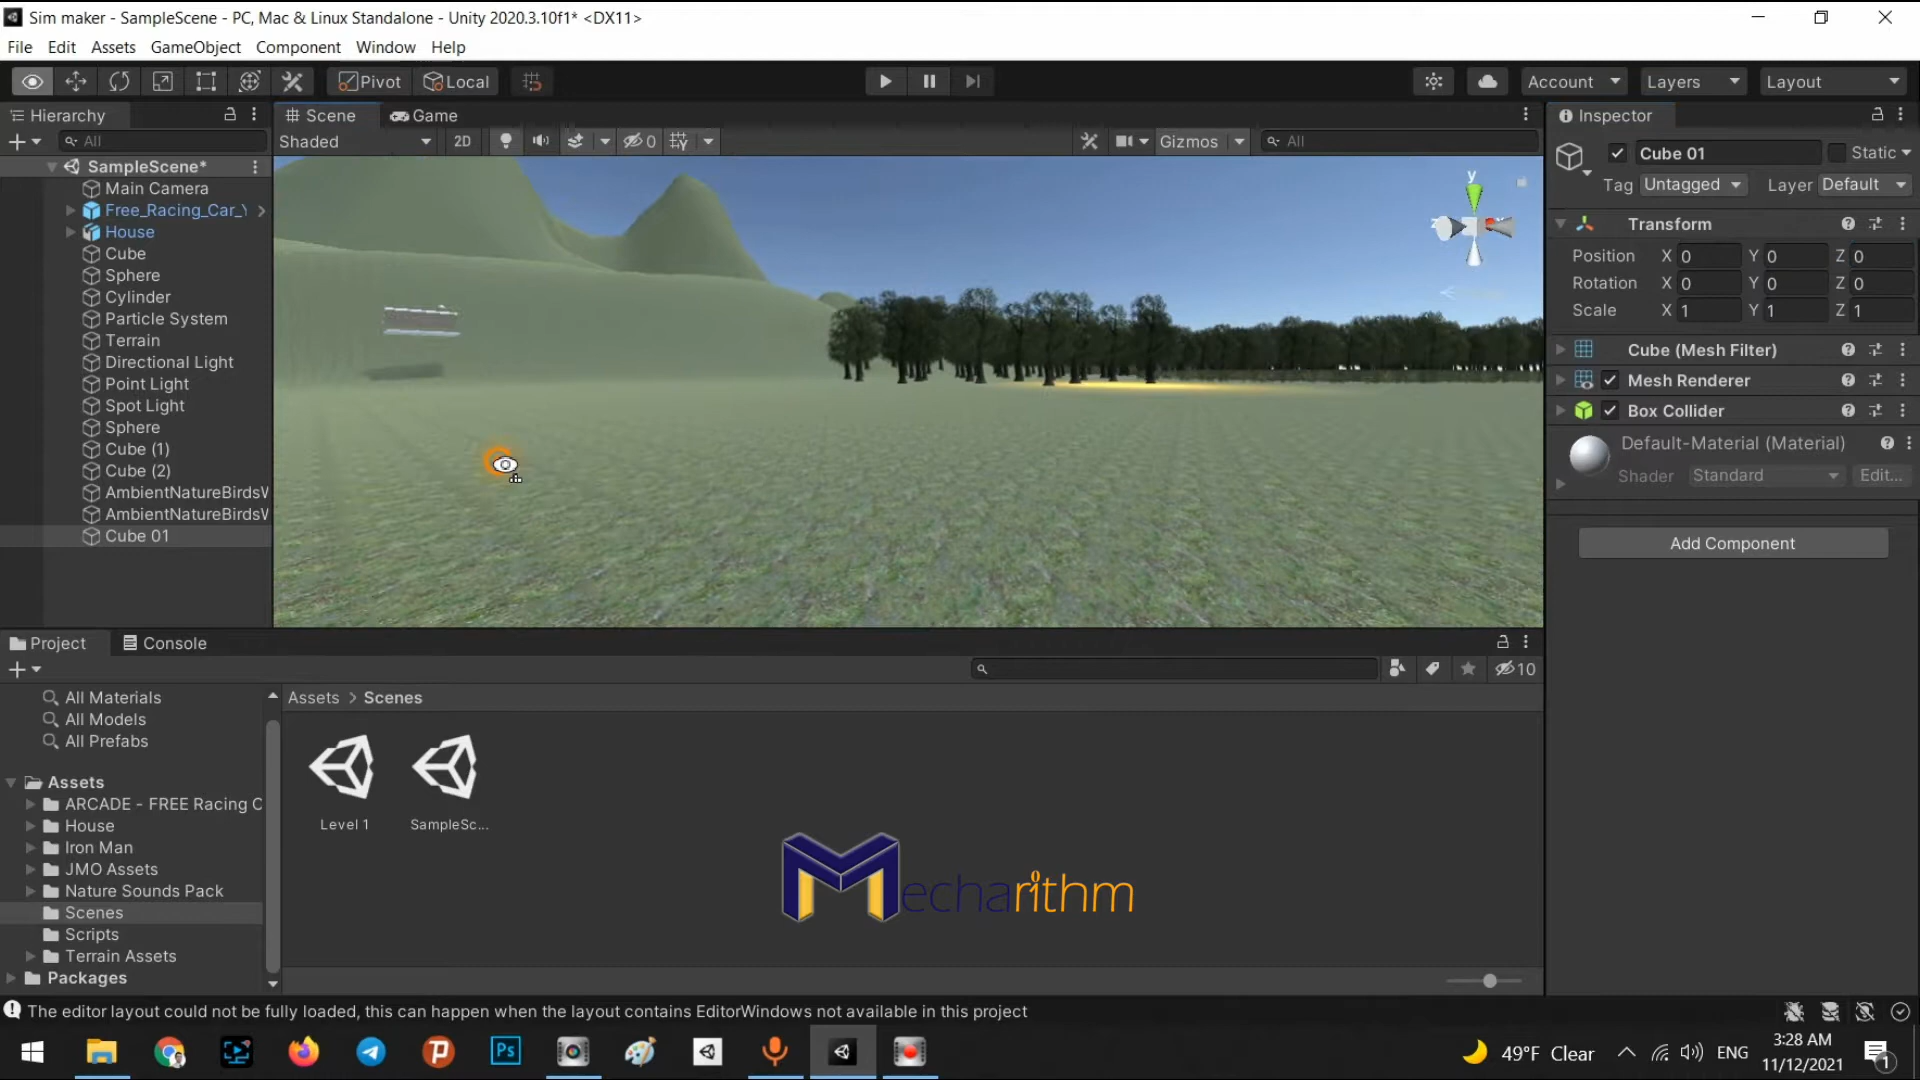 Sim maker - SampleScene - PC, Mac & Linux Standalone - Unity 2020.3.10f1* <DX11>
File Edit Assets GameObject Component Window Help
Pivot Local Account Layers Layout
Hierarchy
All
SampleScene*
Main Camera
Free_Racing_Car_Y
House
Cube
Sphere
Cylinder
Particle System
Terrain
Directional Light
Point Light
Spot Light
Sphere
Cube (1)
Cube (2)
AmbientNatureBirdsW
AmbientNatureBirdsW
Cube 01
Scene Game
Shaded 2D 0 Gizmos All
y
Inspector
Cube 01 Static
Tag Untagged Layer Default
Transform
Position X 0 Y 0 Z 0
Rotation X 0 Y 0 Z 0
Scale X 1 Y 1 Z 1
Cube (Mesh Filter)
Mesh Renderer
Box Collider
Default-Material (Material)
Shader Standard Edit...
Add Component
Project Console
10
All Materials
All Models
All Prefabs
Assets
ARCADE - FREE Racing C
House
Iron Man
JMO Assets
Nature Sounds Pack
Scenes
Scripts
Terrain Assets
Packages
Assets > Scenes
Level 1 SampleSc...
Mecharithm
The editor layout could not be fully loaded, this can happen when the layout contains EditorWindows not available in this project
Ps
49°F Clear ENG
3:28 AM
11/12/2021
1